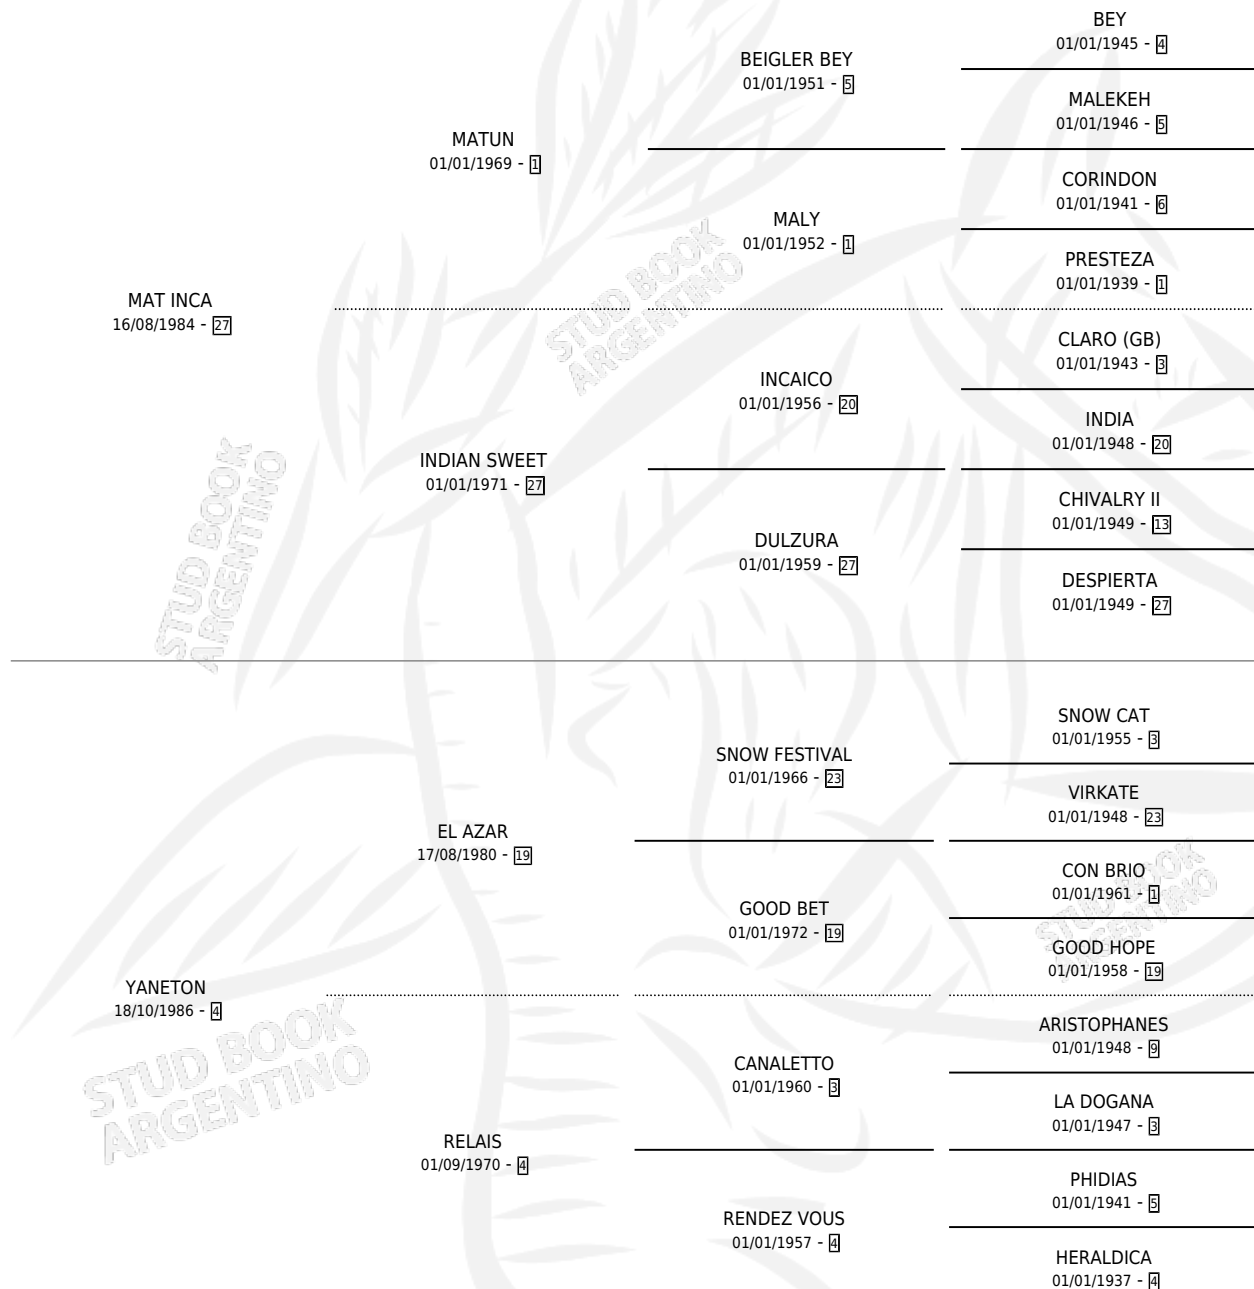 BEY
01/01/1945 - 4
BEIGLER BEY
01/01/1951 - 5
MALEKEH
01/01/1946 - 5
MATUN
01/01/1969 - 1
CORINDON
01/01/1941 - 6
MALY
01/01/1952 - 1
PRESTEZA
01/01/1939 - 1
MAT INCA
16/08/1984 - 27
CLARO (GB)
01/01/1943 - 3
INCAICO
01/01/1956 - 20
INDIA
01/01/1948 - 20
INDIAN SWEET
01/01/1971 - 27
CHIVALRY II
01/01/1949 - 13
DULZURA
01/01/1959 - 27
DESPIERTA
01/01/1949 - 27
SNOW CAT
01/01/1955 - 3
SNOW FESTIVAL
01/01/1966 - 23
VIRKATE
01/01/1948 - 23
EL AZAR
17/08/1980 - 19
CON BRIO
01/01/1961 - 1
GOOD BET
01/01/1972 - 19
GOOD HOPE
01/01/1958 - 19
YANETON
18/10/1986 - 4
ARISTOPHANES
01/01/1948 - 9
CANALETTO
01/01/1960 - 3
LA DOGANA
01/01/1947 - 3
RELAIS
01/09/1970 - 4
PHIDIAS
01/01/1941 - 5
RENDEZ VOUS
01/01/1957 - 4
HERALDICA
01/01/1937 - 4
STUD BOOK
ARGENTINO
STUD BOOK
ARGENTINO
STUD BOOK
ARGENTINO
STUD BOOK
ARGENTINO